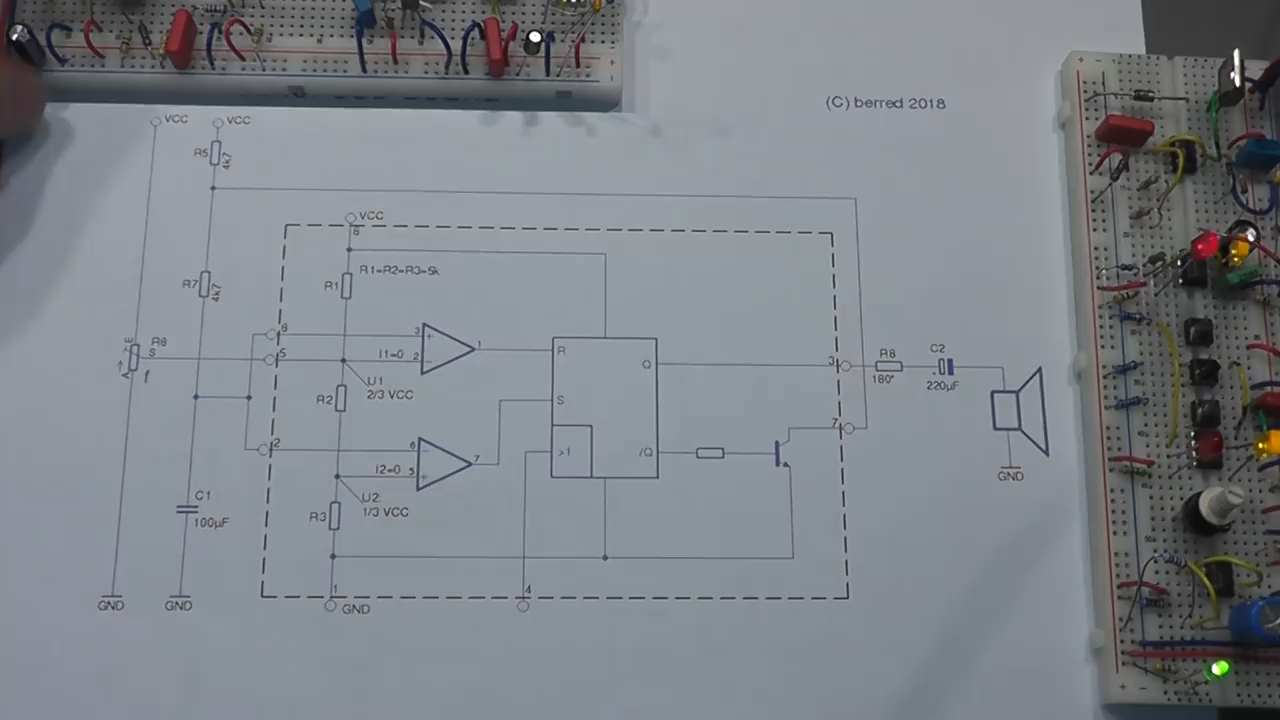 (C) berred 2018
VCC
VCC
R5
4k7
VCC
8
R1=R2=R3=5k
R1
R7
4k7
6
3
+
1
R
Q
R8
S
5
I1=0
2
−
3
R8
180°
C2
220µF
E
A
f
U1
2/3 VCC
R2
S
7
2
6
−
7
>1
/Q
I2=0
5
+
GND
U2
1/3 VCC
C1
100µF
R3
1
4
GND
GND
GND